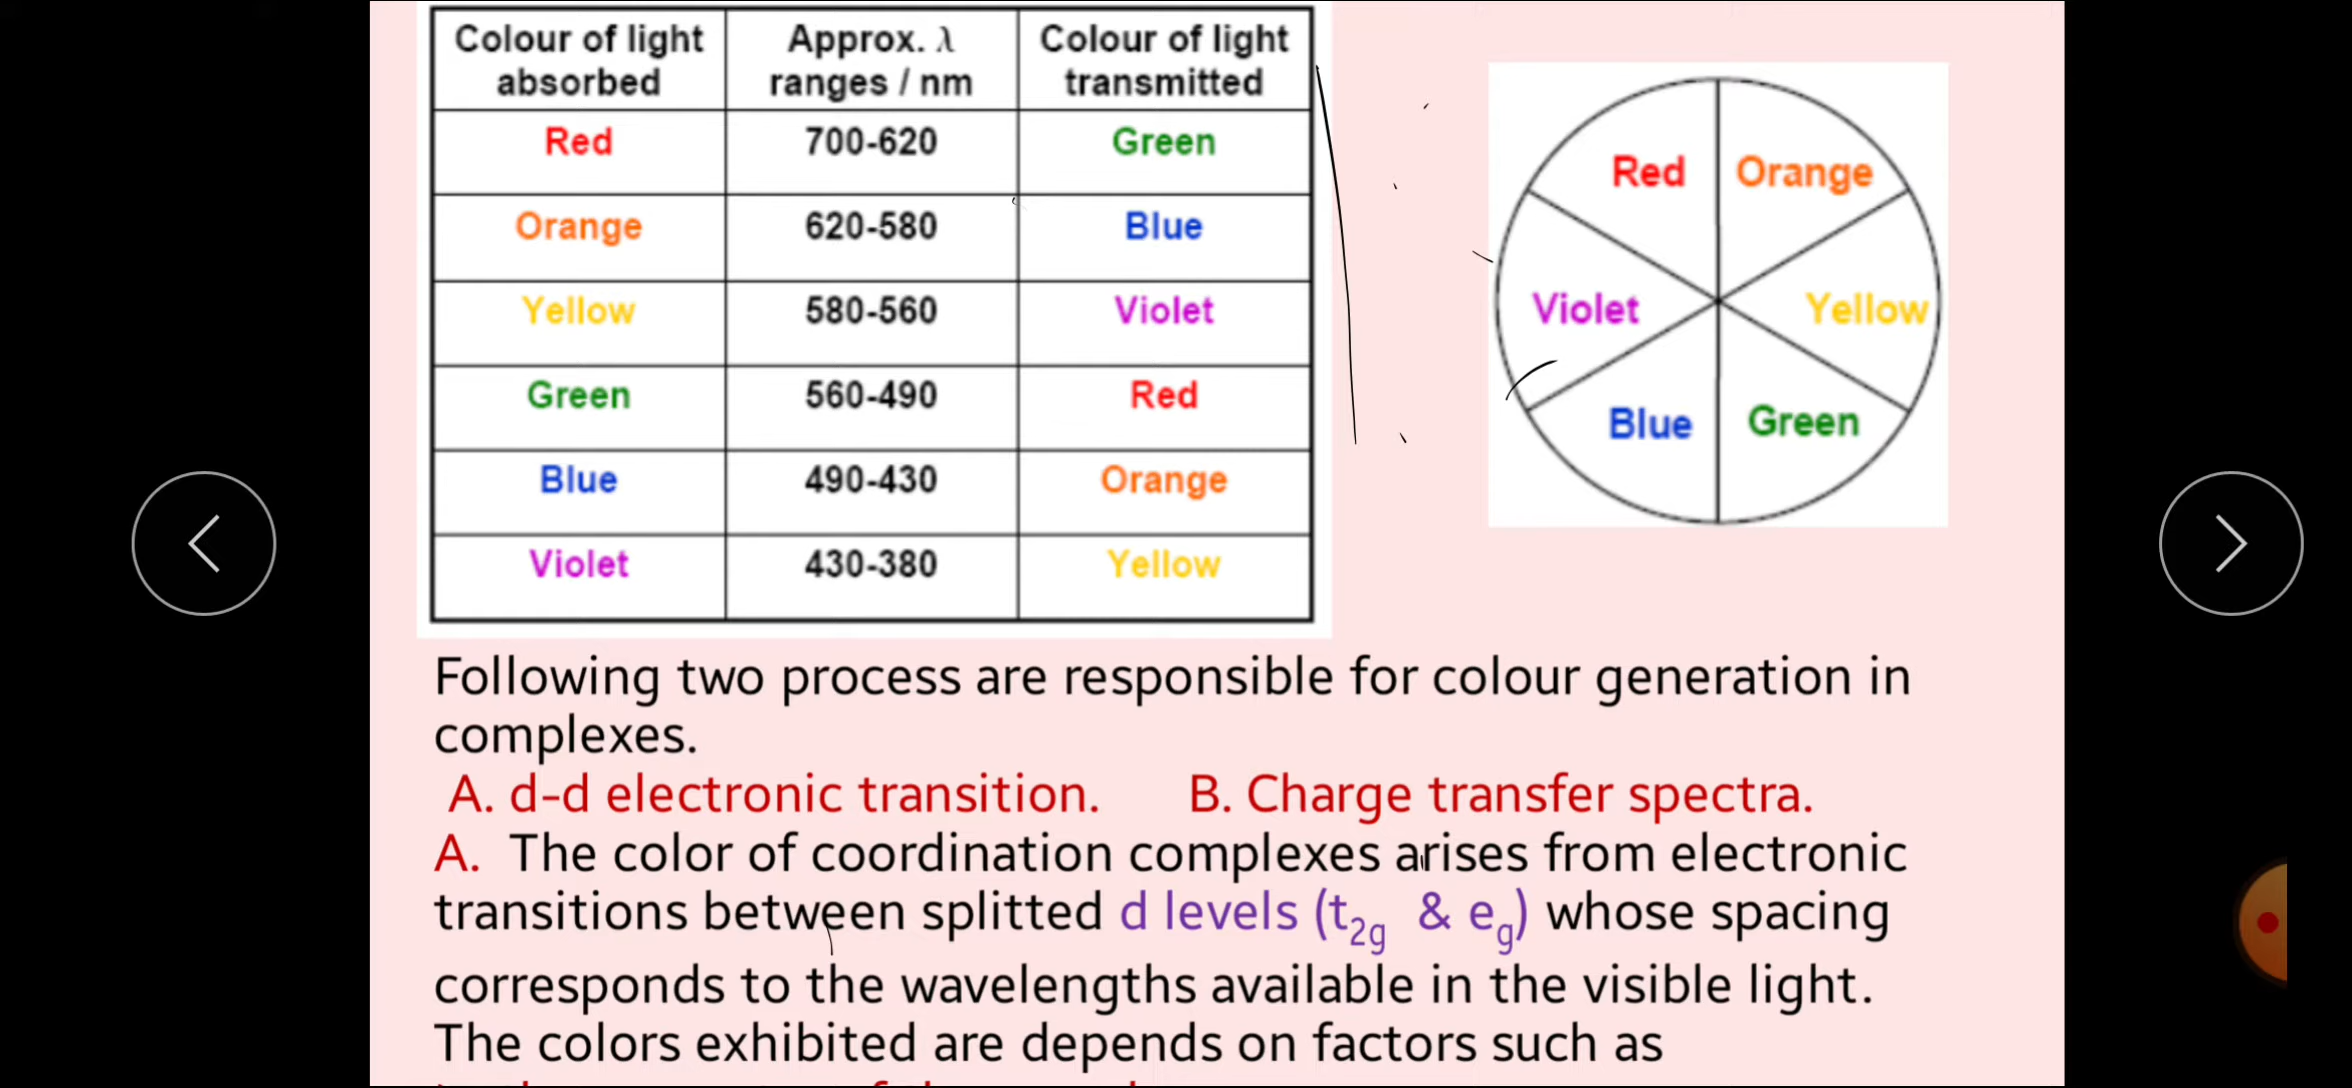 Colour of light absorbed Approx. λ ranges / nm Colour of light transmitted
Red 700-620 Green
Orange 620-580 Blue
Yellow 580-560 Violet
Green 560-490 Red
Blue 490-430 Orange
Violet 430-380 Yellow
Red Orange
Violet Yellow
Blue Green
Following two process are responsible for colour generation in
complexes.
A. d-d electronic transition. B. Charge transfer spectra.
A. The color of coordination complexes arises from electronic
transitions between splitted d levels (t₂g & eg) whose spacing
corresponds to the wavelengths available in the visible light.
The colors exhibited are depends on factors such as